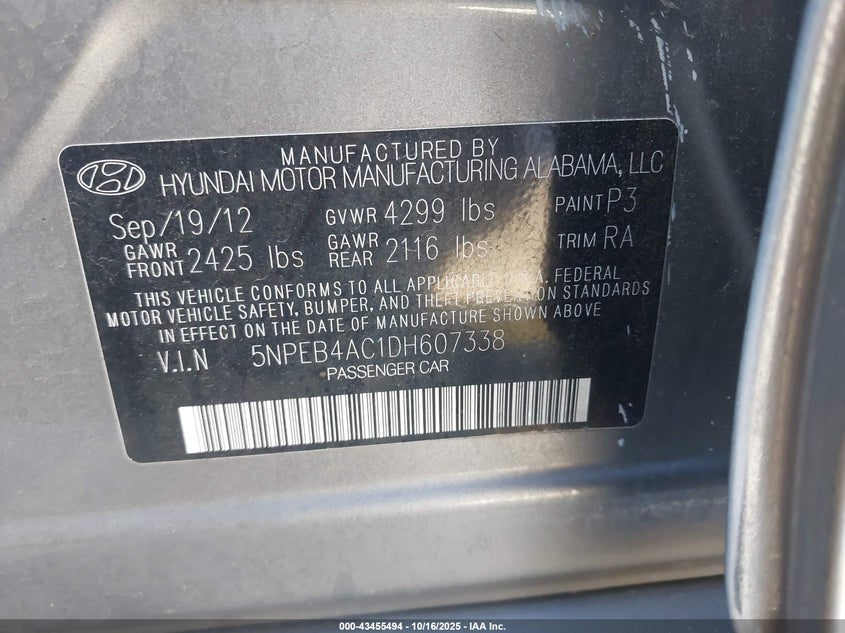 MANUFACTURED BY
HYUNDAI MOTOR MANUFACTURING ALABAMA, LLC
Sep/19/12 GVWR 4299 lbs PAINT P3
GAWR FRONT 2425 lbs GAWR REAR 2116 lbs TRIM RA
THIS VEHICLE CONFORMS TO ALL APPLICABLE U.S.A. FEDERAL
MOTOR VEHICLE SAFETY, BUMPER, AND THEFT PREVENTION STANDARDS
IN EFFECT ON THE DATE OF MANUFACTURE SHOWN ABOVE
V.I.N 5NPEB4AC1DH607338
PASSENGER CAR
000-43455494 - 10/16/2025 - IAA Inc.